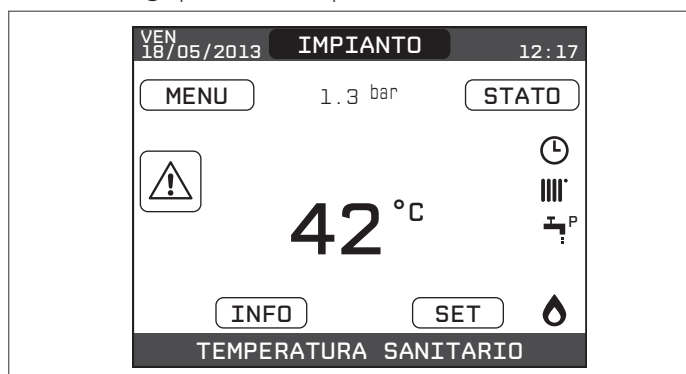 VEN
18/05/2013 IMPIANTO 12:17
MENU 1.3 bar STATO
42 °C
P
INFO SET
TEMPERATURA SANITARIO